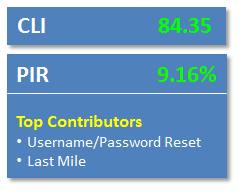 CLI 84.35
PIR 9.16%
Top Contributors
• Username/Password Reset
• Last Mile